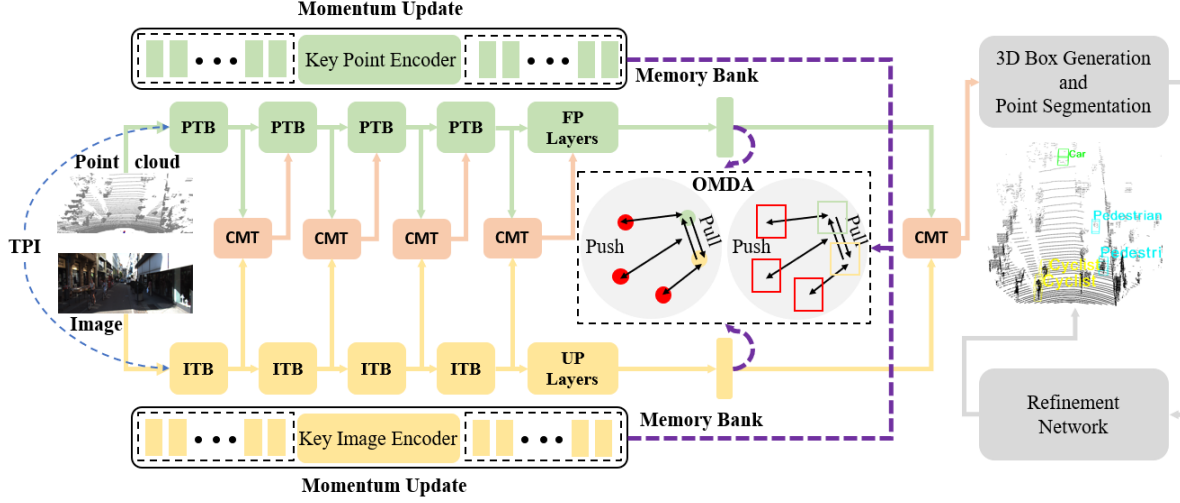 Momentum Update
Key Point Encoder
Memory Bank
3D Box Generation
and
Point Segmentation
PTB
PTB
PTB
PTB
FP
Layers
Point cloud
OMDA
Car
TPI
CMT
CMT
CMT
CMT
Push
Pull
Push
Pull
CMT
Pedestrian
Pedestri
Cyclist
Cyclist
Image
ITB
ITB
ITB
ITB
UP
Layers
Refinement
Network
Memory Bank
Key Image Encoder
Momentum Update